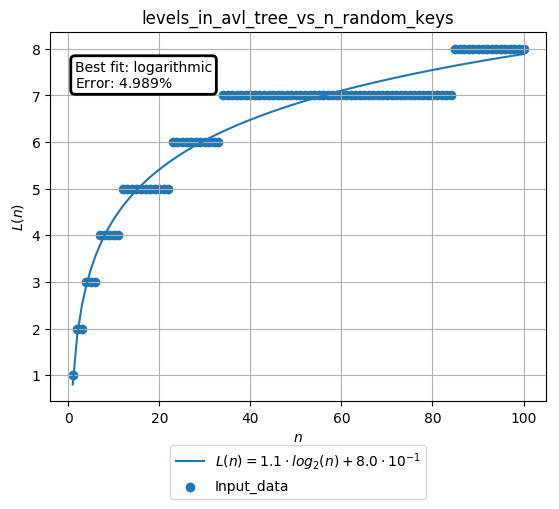 levels_in_avl_tree_vs_n_random_keys
Best fit: logarithmic
Error: 4.989%
8
7
6
5
4
3
2
1
L(n)
0
20
40
60
80
100
n
L(n) = 1.1 · log₂(n) + 8.0 · 10⁻¹
Input_data